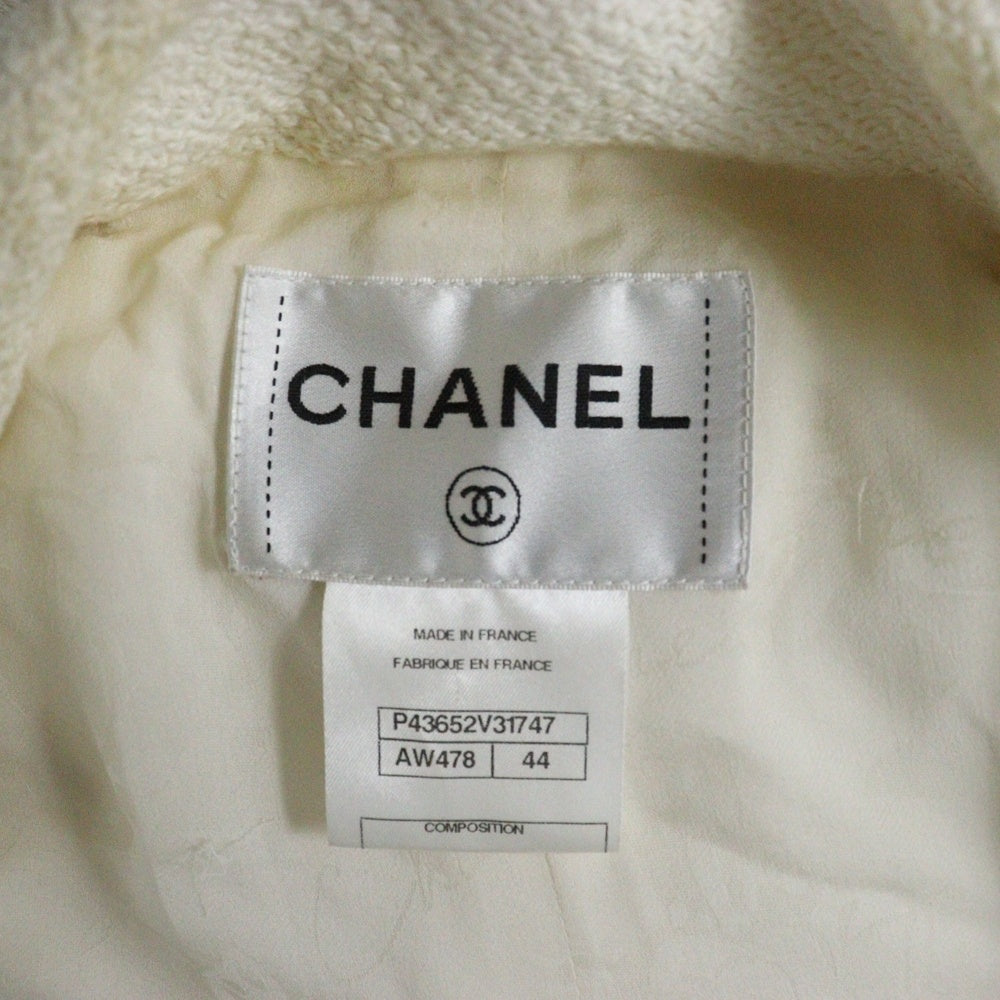 CHANEL
MADE IN FRANCE
FABRIQUE EN FRANCE
P43652V31747
AW478 44
COMPOSITION